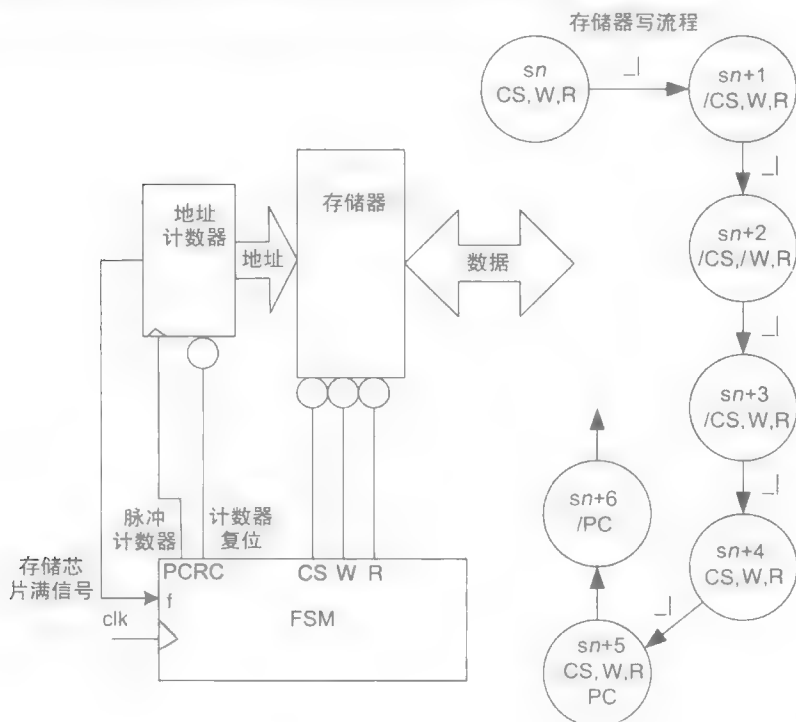 存储器写流程
sn
CS,W,R
_|
sn+1
/CS,W,R
_|
sn+2
/CS,/W,R
_|
sn+3
/CS,W,R
_|
sn+4
CS,W,R
_|
sn+5
CS,W,R
PC
sn+6
/PC
地址
计数器
地址
存储器
数据
脉冲
计数器
计数器
复位
存储芯
片满信号
PCRC
CS W R
f
clk
FSM